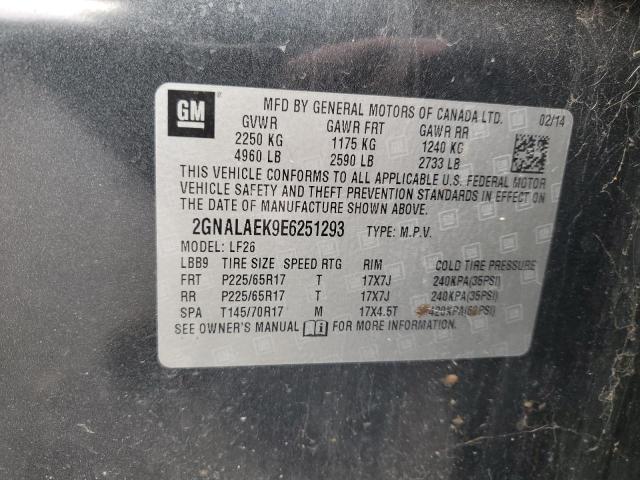 GM ®
MFD BY GENERAL MOTORS OF CANADA LTD. 02/14
GVWR GAWR FRT GAWR RR
2250 KG 1175 KG 1240 KG
4960 LB 2590 LB 2733 LB
THIS VEHICLE CONFORMS TO ALL APPLICABLE U.S. FEDERAL MOTOR
VEHICLE SAFETY AND THEFT PREVENTION STANDARDS IN EFFECT ON
THE DATE OF MANUFACTURE SHOWN ABOVE.
2GNALAEK9E6251293 TYPE: M.P.V.
MODEL: LF26
LBB9 TIRE SIZE SPEED RTG RIM COLD TIRE PRESSURE
FRT P225/65R17 T 17X7J 240KPA(35PSI)
RR P225/65R17 T 17X7J 240KPA(35PSI)
SPA T145/70R17 M 17X4.5T 420KPA(60PSI)
SEE OWNER'S MANUAL FOR MORE INFORMATION.